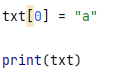 txt[0] = "a"
print(txt)